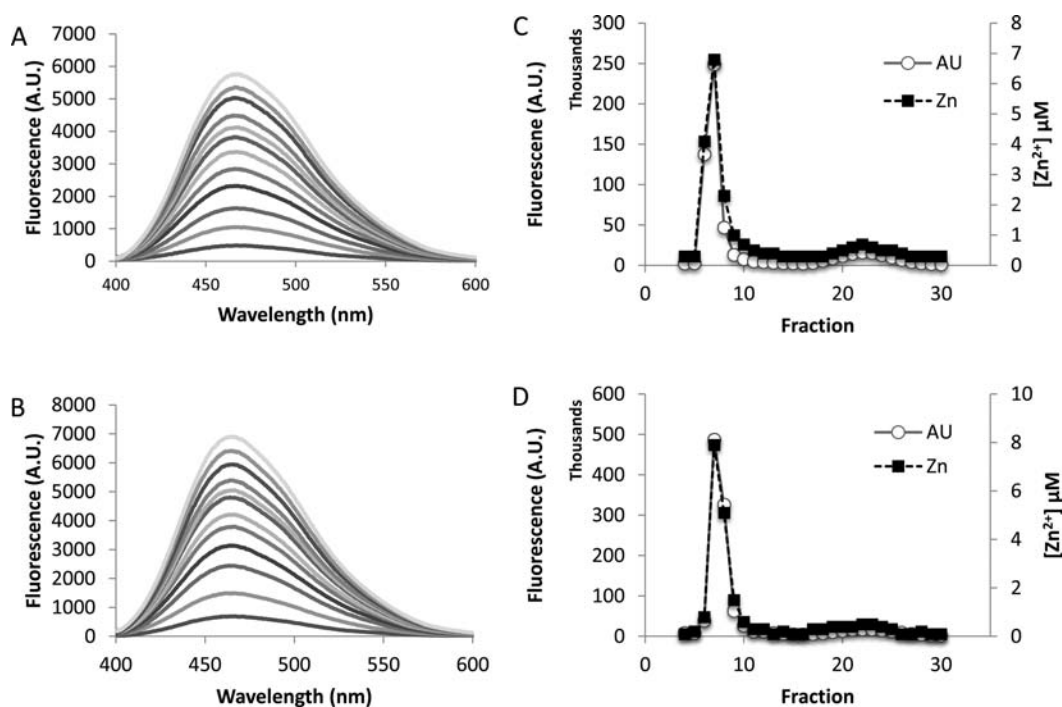 A
7000
6000
5000
4000
3000
2000
1000
0
Fluorescence (A.U.)
400 450 500 550 600
Wavelength (nm)
C
300
250
200
150
100
50
0
Fluorescene (A.U.)
Thousands
8
7
6
5
4
3
2
1
0
[Zn²⁺] μM
AU
Zn
0 10 20 30
Fraction
B
8000
7000
6000
5000
4000
3000
2000
1000
0
Fluorescence (A.U.)
400 450 500 550 600
Wavelength (nm)
D
600
500
400
300
200
100
0
Fluorescence (A.U.)
Thousands
10
8
6
4
2
0
[Zn²⁺] μM
AU
Zn
0 10 20 30
Fraction